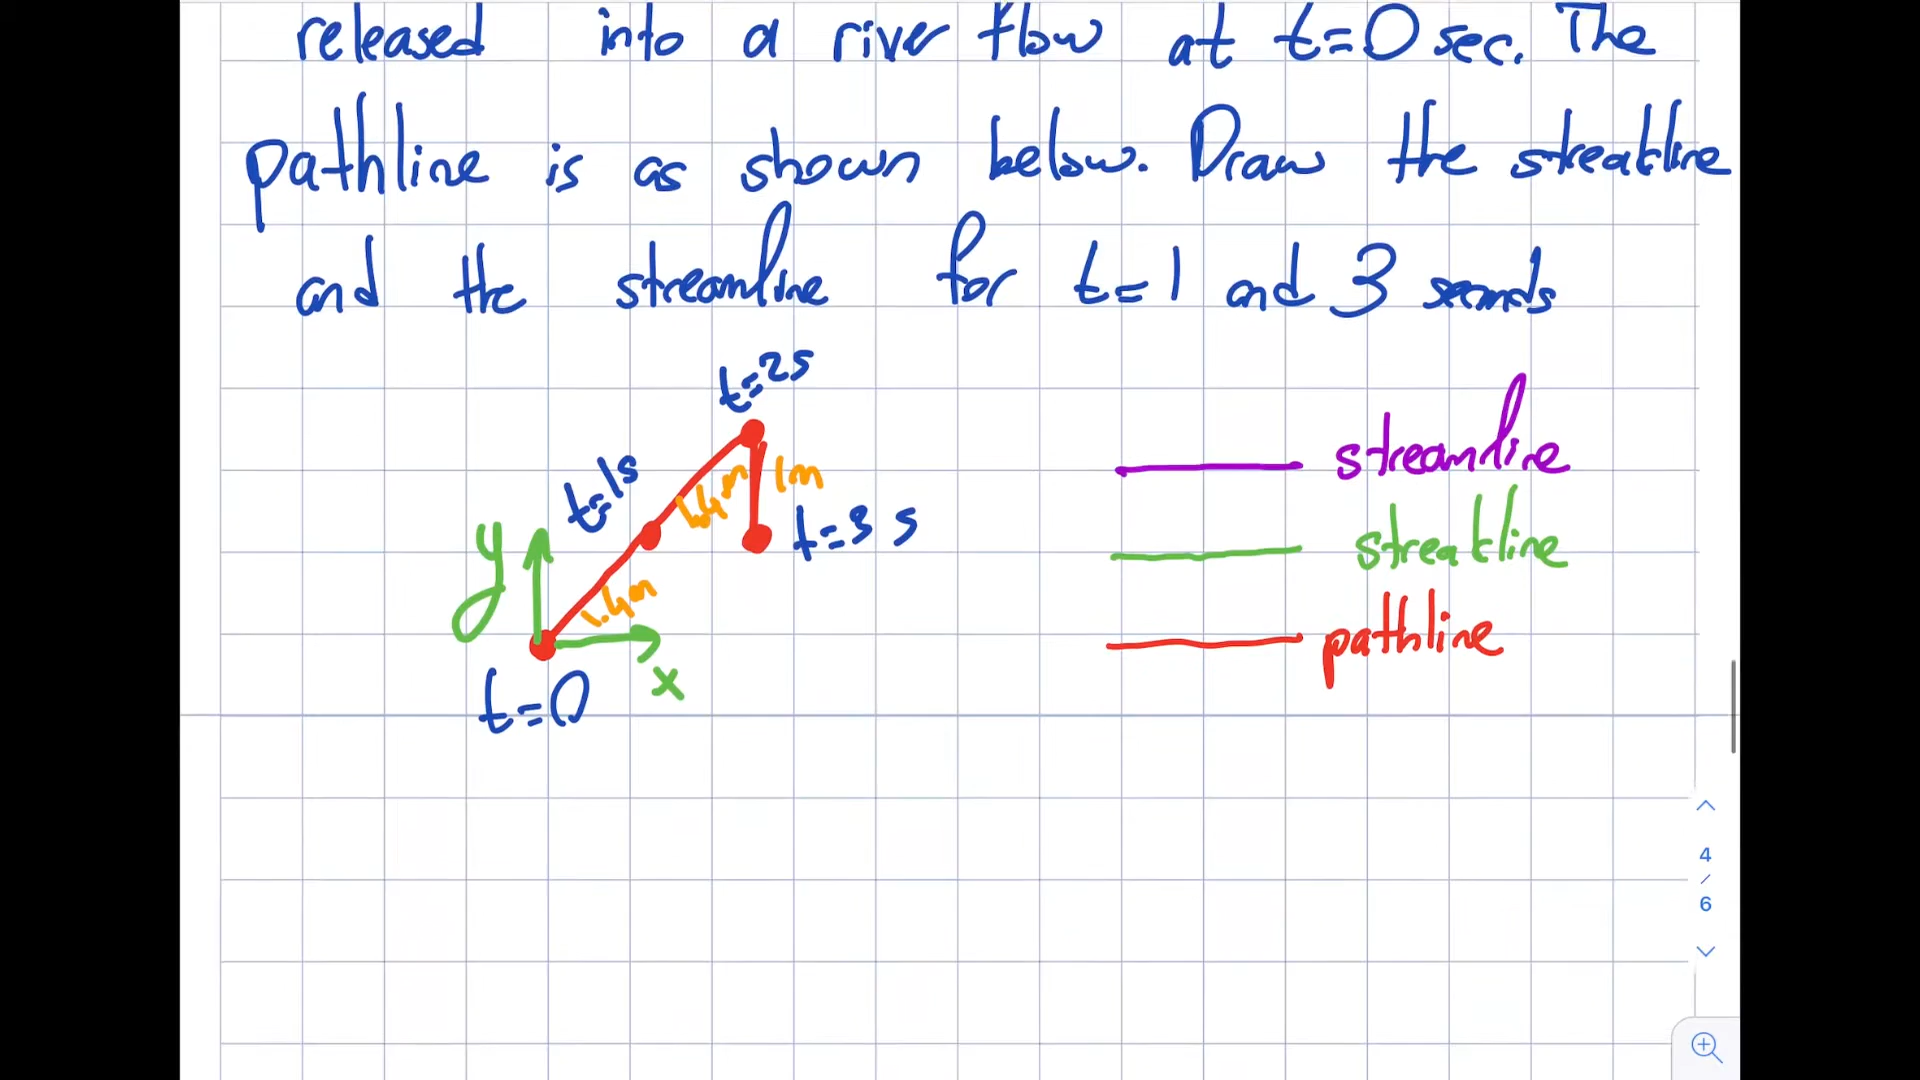 released into a river flow at t=0 sec. The
pathline is as shown below. Draw the streakline
and the streamline for t=1 and 3 seconds
t=2s
t=1s
1.4m
1m
t=3 s
y
1.4m
x
t=0
streamline
streakline
pathline
4
/
6